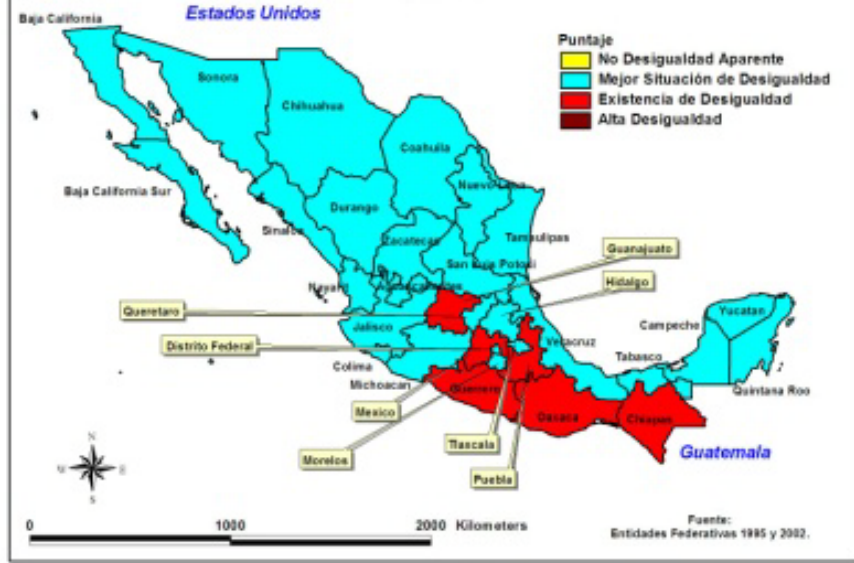 Estados Unidos
Baja California
Puntaje
No Desigualdad Aparente
Mejor Situación de Desigualdad
Existencia de Desigualdad
Alta Desigualdad
Sonora
Chihuahua
Coahuila
Baja California Sur
Nuevo Leon
Durango
Sinaloa
Zacatecas
Tamaulipas
San Luis Potosi
Guanajuato
Nayarit
Aguascalientes
Hidalgo
Queretaro
Yucatan
Jalisco
Campeche
Distrito Federal
Veracruz
Tabasco
Colima
Michoacan
Quintana Roo
Guerrero
Mexico
Oaxaca
Chiapas
Tlaxcala
Morelos
Guatemala
Puebla
N
W E
S
0 1000 2000 Kilometers
Fuente:
Entidades Federativas 1995 y 2002.